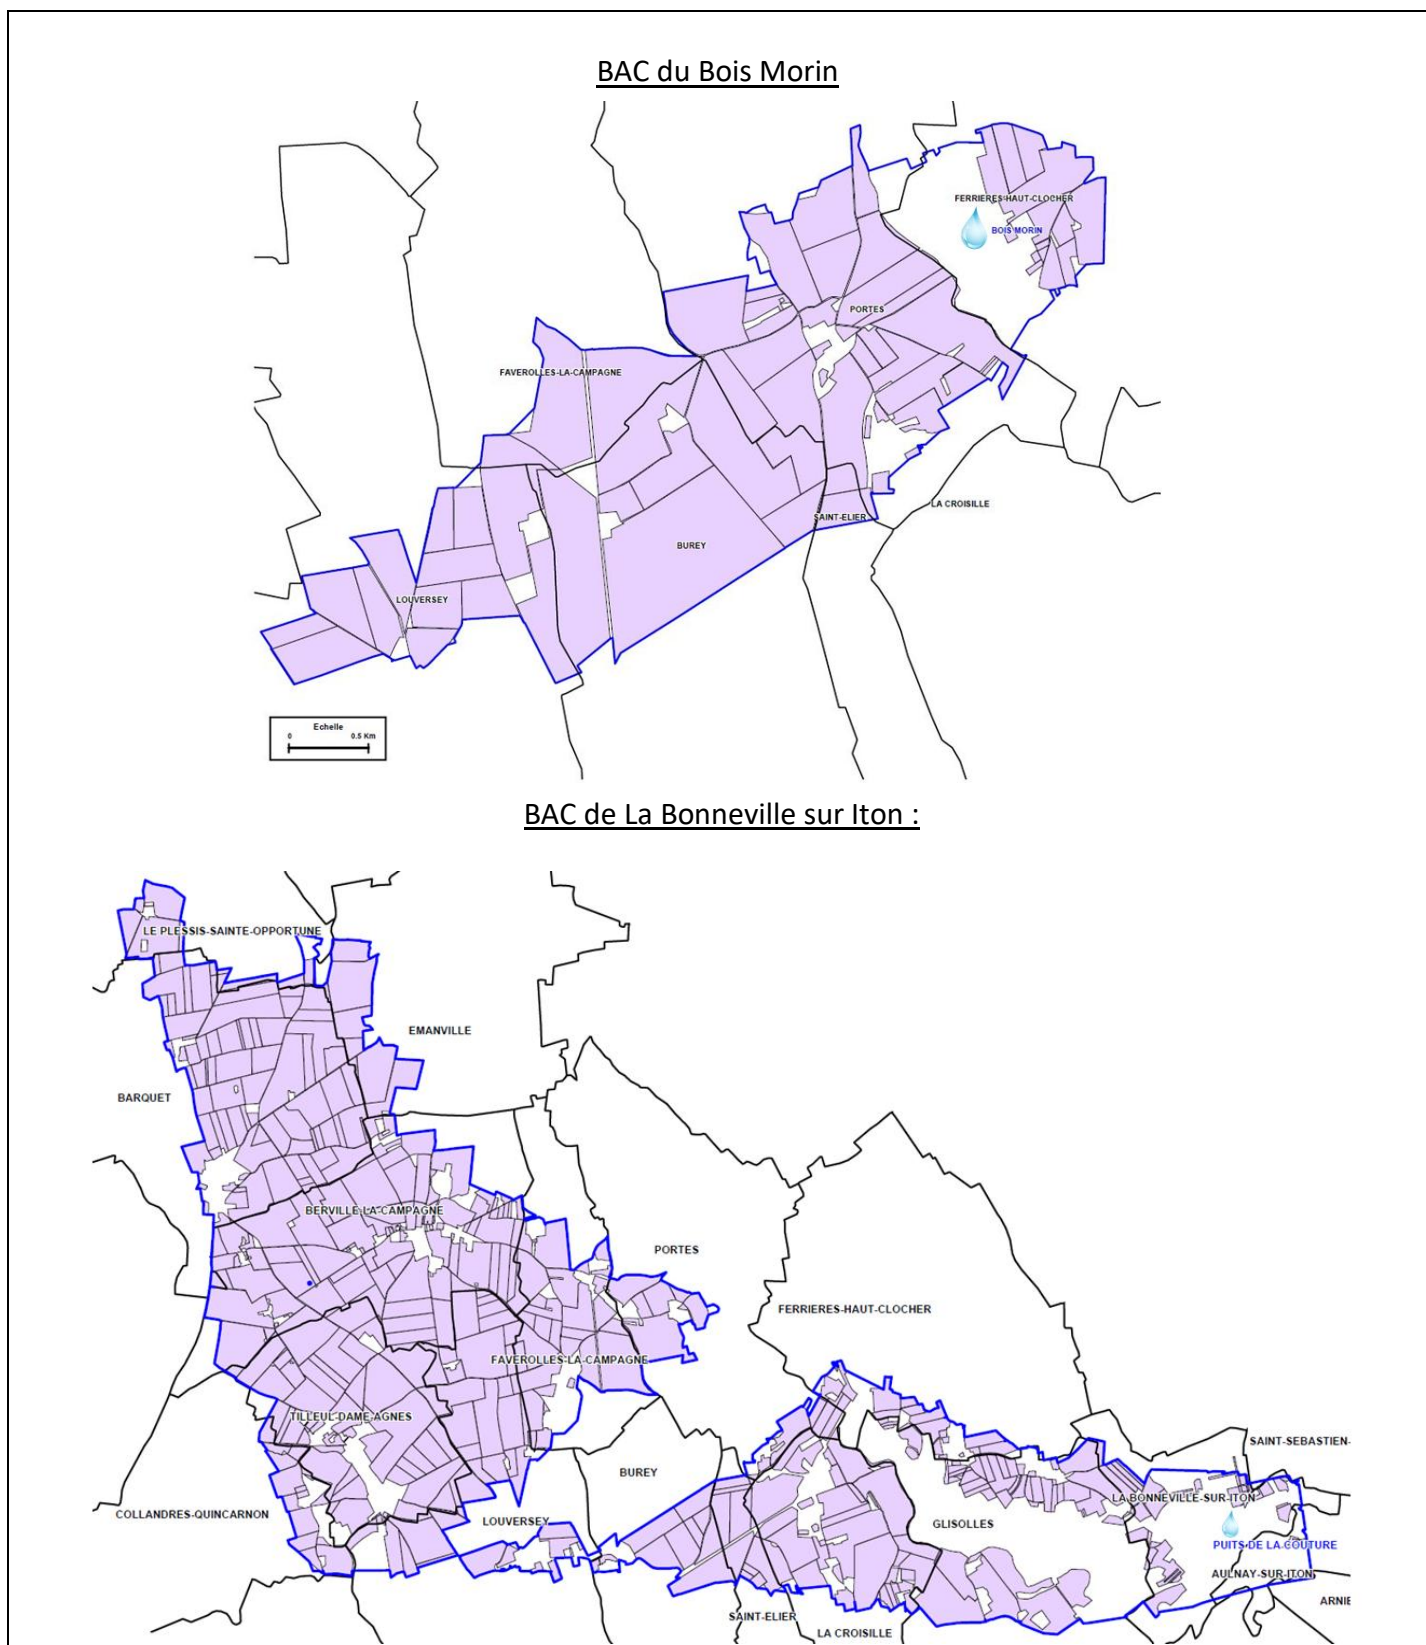 BAC du Bois Morin
FERRIERES-HAUT-CLOCHER
BOIS MORIN
PORTES
FAVEROLLES-LA-CAMPAGNE
LA CROISILLE
SAINT-ELIER
BUREY
LOUVERSEY
Echelle
0 0.5 Km
BAC de La Bonneville sur Iton :
LE PLESSIS-SAINTE-OPPORTUNE
EMANVILLE
BARQUET
BERVILLE-LA-CAMPAGNE
PORTES
FERRIERES-HAUT-CLOCHER
FAVEROLLES-LA-CAMPAGNE
TILLEUL-DAME-AGNES
SAINT-SEBASTIEN-
BUREY
LA BONNEVILLE-SUR-ITON
COLLANDRES-QUINCARNON
LOUVERSEY
GLISOLLES
PUITS DE LA COUTURE
AULNAY-SUR-ITON
ARNIE
SAINT-ELIER
LA CROISILLE